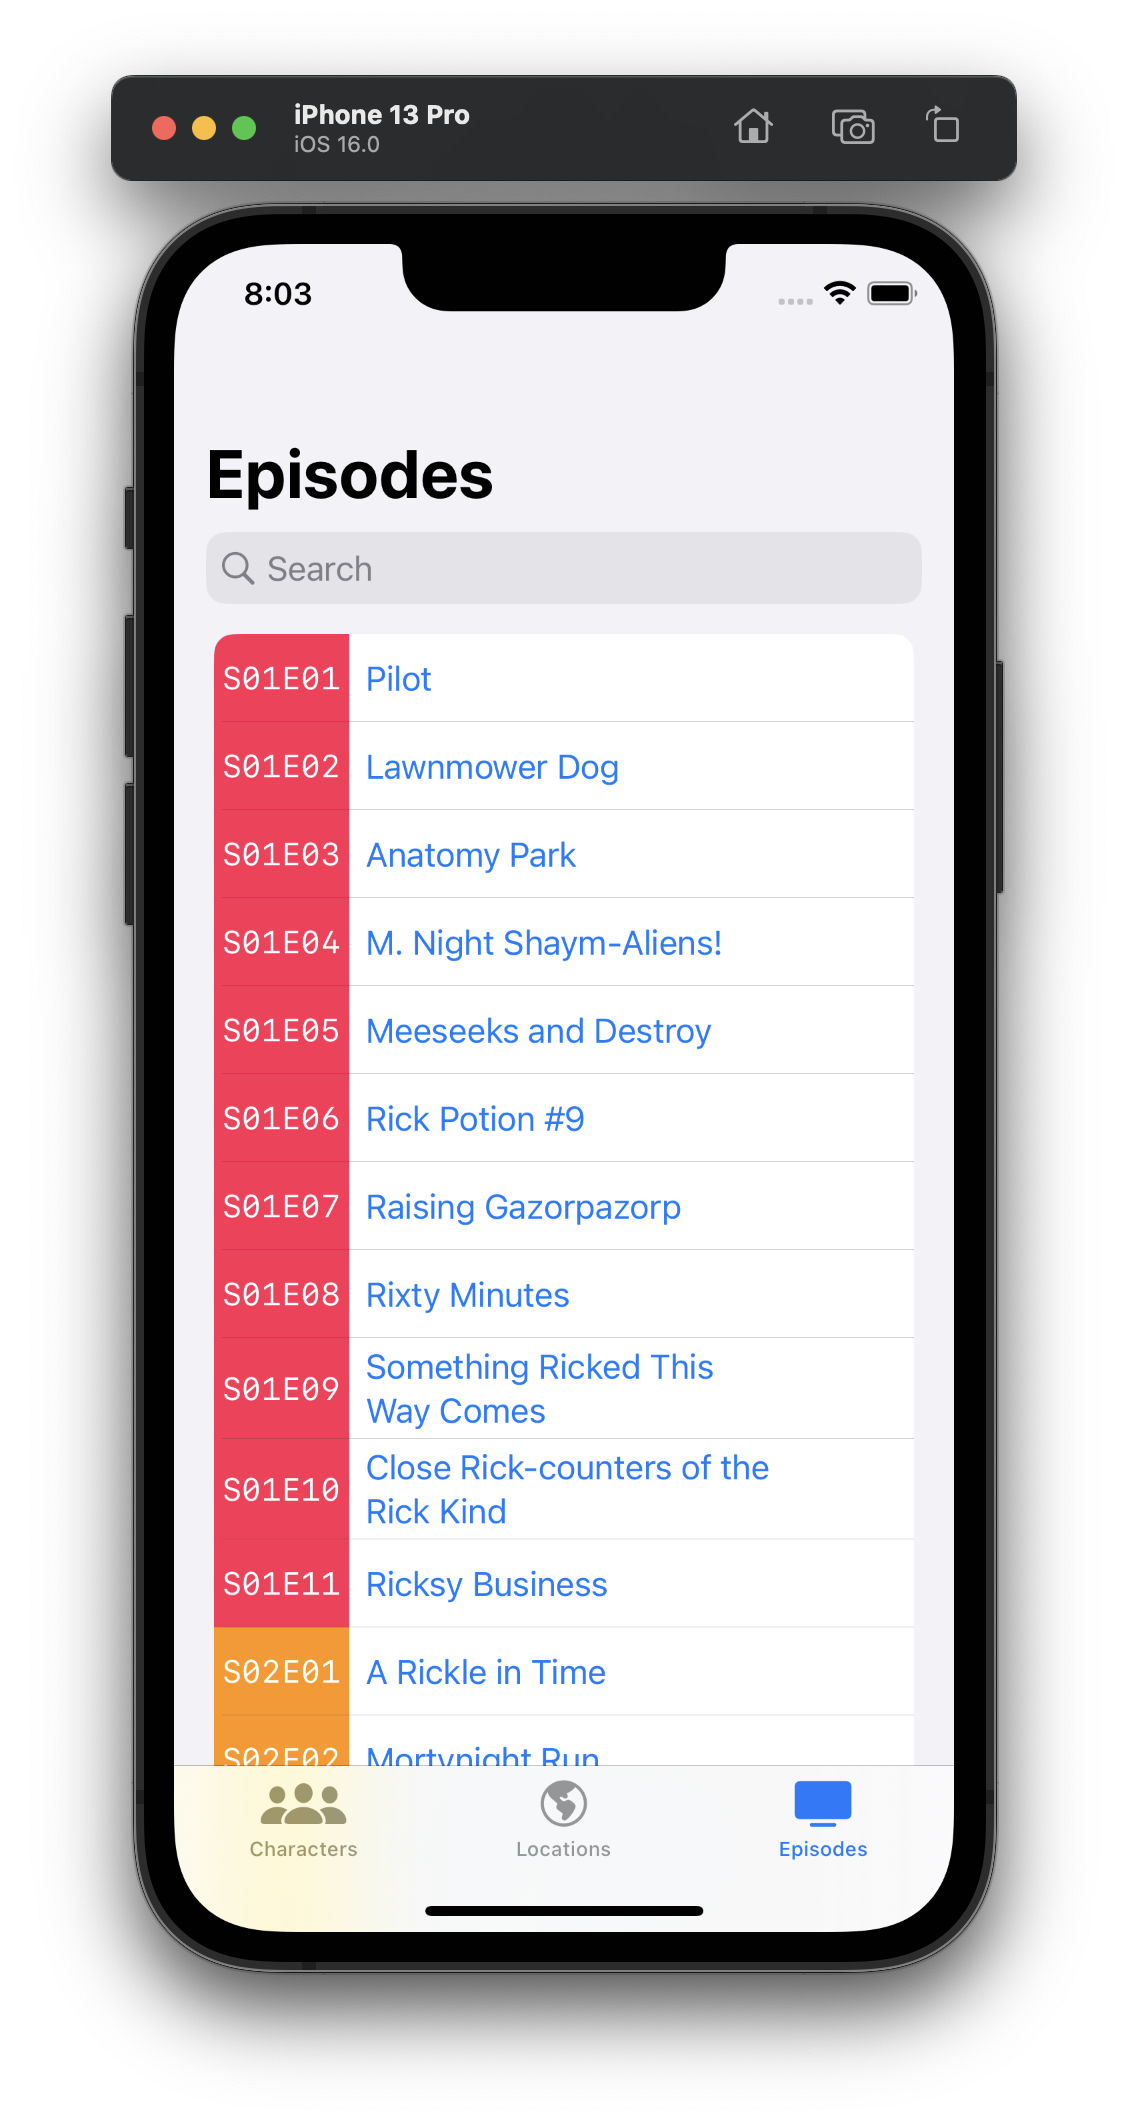 iPhone 13 Pro
iOS 16.0
8:03
Episodes
Search
S01E01 Pilot
S01E02 Lawnmower Dog
S01E03 Anatomy Park
S01E04 M. Night Shaym-Aliens!
S01E05 Meeseeks and Destroy
S01E06 Rick Potion #9
S01E07 Raising Gazorpazorp
S01E08 Rixty Minutes
S01E09 Something Ricked This
Way Comes
S01E10 Close Rick-counters of the
Rick Kind
S01E11 Ricksy Business
S02E01 A Rickle in Time
S02E02 Mortynight Run
Characters Locations Episodes